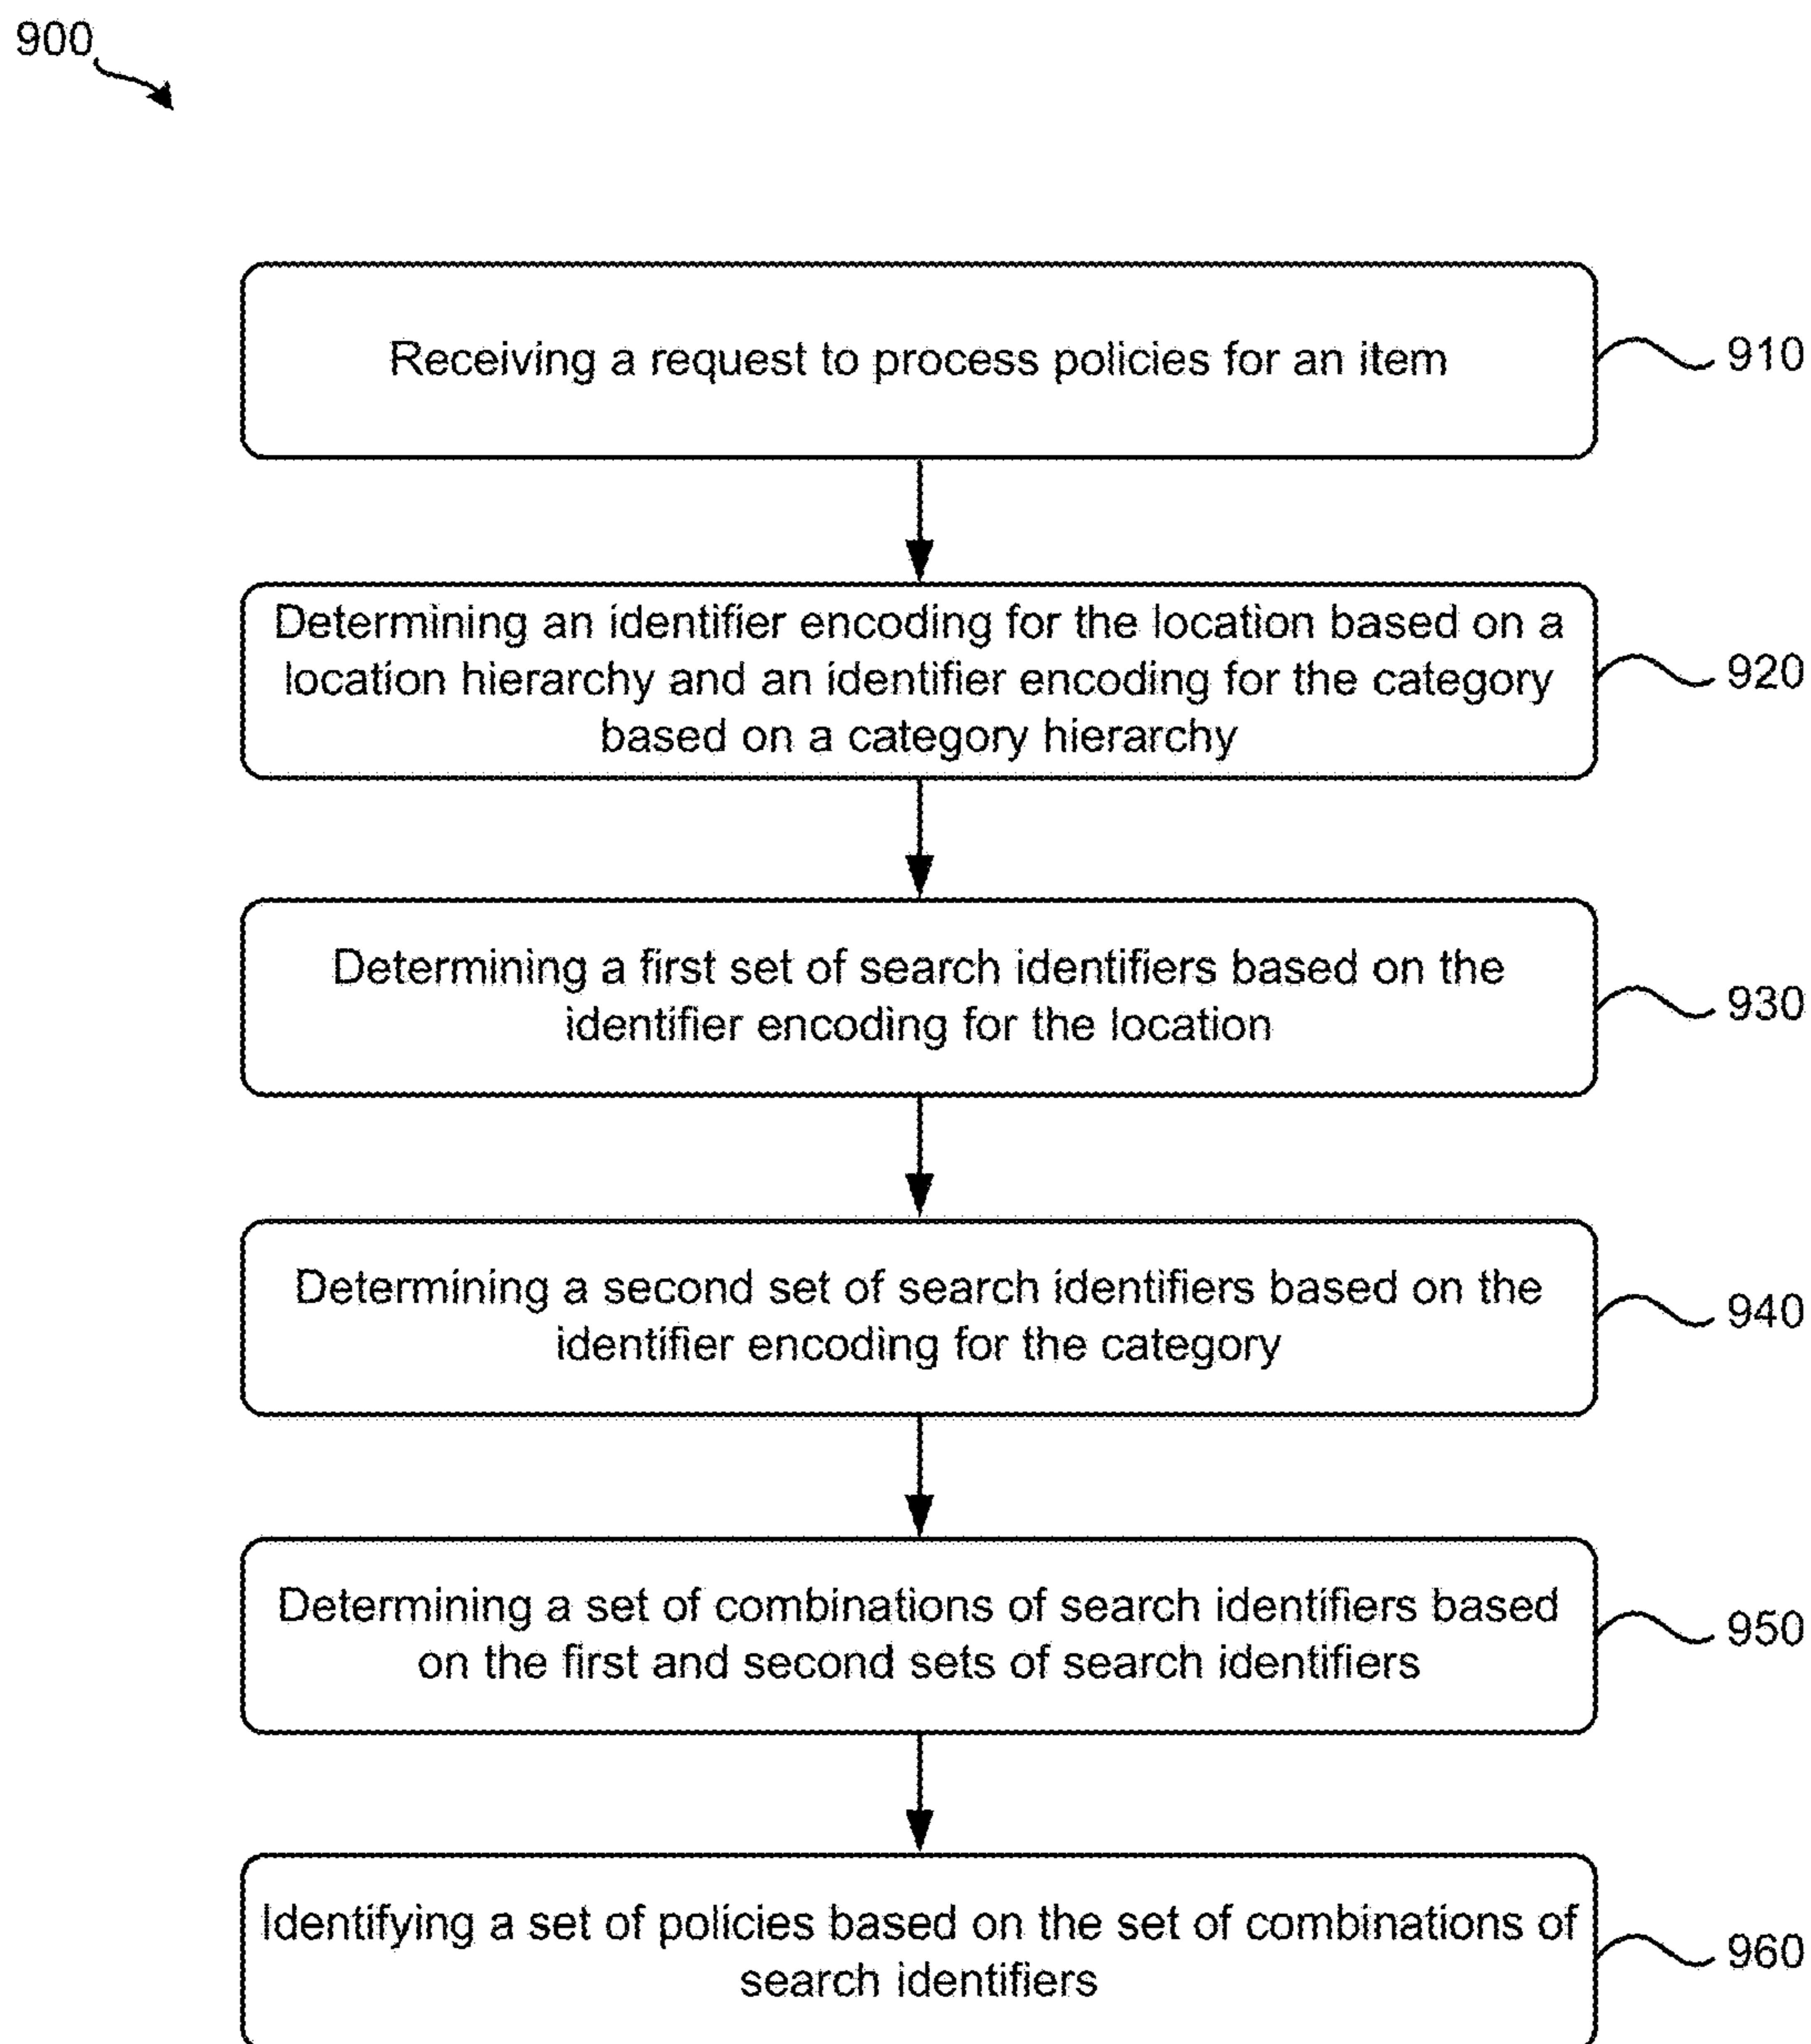 900
Receiving a request to process policies for an item
910
Determining an identifier encoding for the location based on a
location hierarchy and an identifier encoding for the category
based on a category hierarchy
920
Determining a first set of search identifiers based on the
identifier encoding for the location
930
Determining a second set of search identifiers based on the
identifier encoding for the category
940
Determining a set of combinations of search identifiers based
on the first and second sets of search identifiers
950
Identifying a set of policies based on the set of combinations of
search identifiers
960